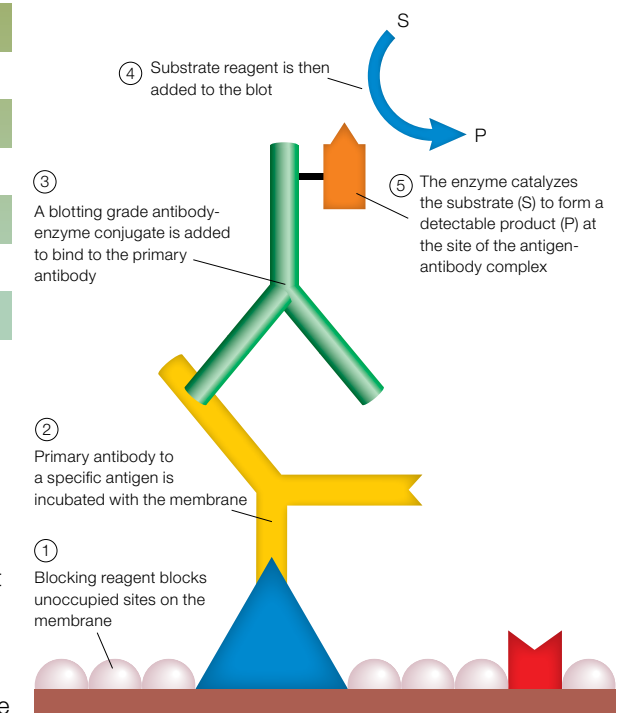 S
④ Substrate reagent is then
added to the blot
P
③
A blotting grade antibody-
enzyme conjugate is added
to bind to the primary
antibody
⑤ The enzyme catalyzes
the substrate (S) to form a
detectable product (P) at
the site of the antigen-
antibody complex
②
Primary antibody to
a specific antigen is
incubated with the membrane
①
Blocking reagent blocks
unoccupied sites on the
membrane